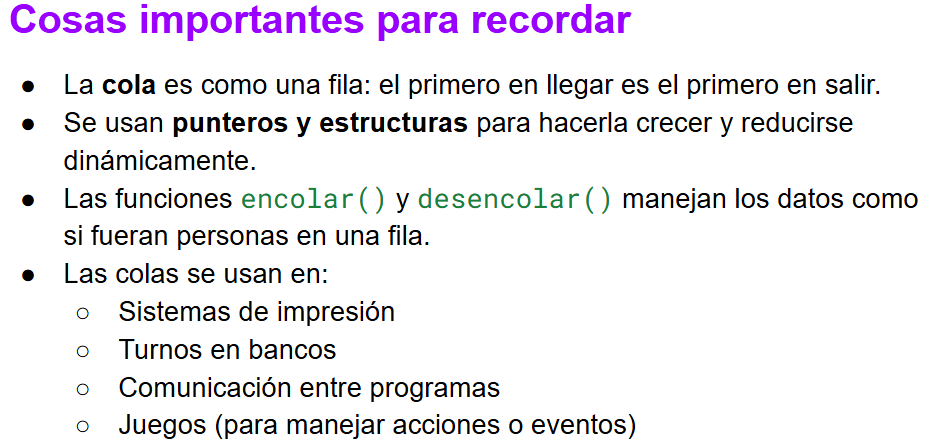 Cosas importantes para recordar
● La cola es como una fila: el primero en llegar es el primero en salir.
● Se usan punteros y estructuras para hacerla crecer y reducirse
dinámicamente.
● Las funciones encolar() y desencolar() manejan los datos como
si fueran personas en una fila.
● Las colas se usan en:
○ Sistemas de impresión
○ Turnos en bancos
○ Comunicación entre programas
○ Juegos (para manejar acciones o eventos)